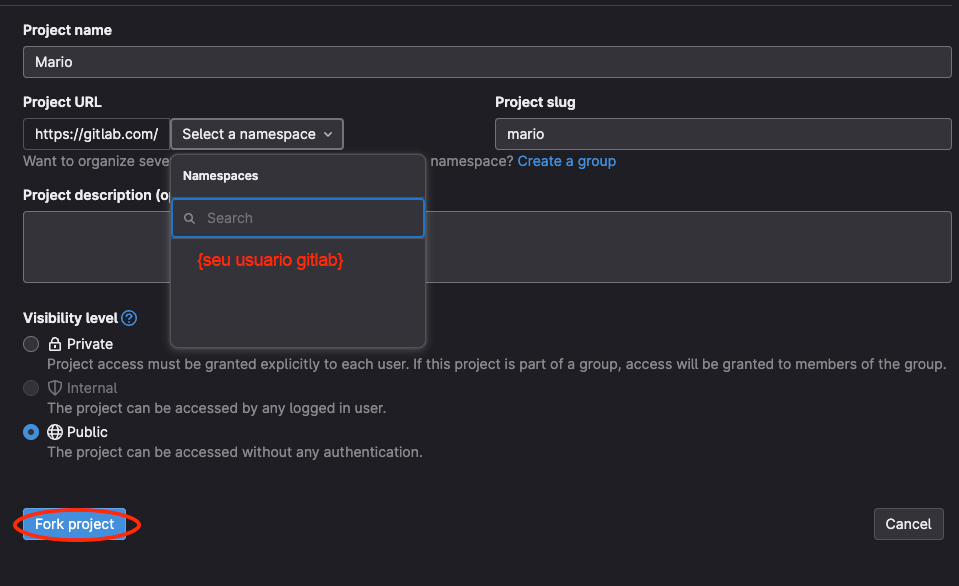 Project name
Mario
Project URL
Project slug
https://gitlab.com/ Select a namespace
mario
Want to organize seve
namespace? Create a group
Namespaces
Project description (o
Search
{seu usuario gitlab}
Visibility level ?
Private
Project access must be granted explicitly to each user. If this project is part of a group, access will be granted to members of the group.
Internal
The project can be accessed by any logged in user.
Public
The project can be accessed without any authentication.
Fork project
Cancel